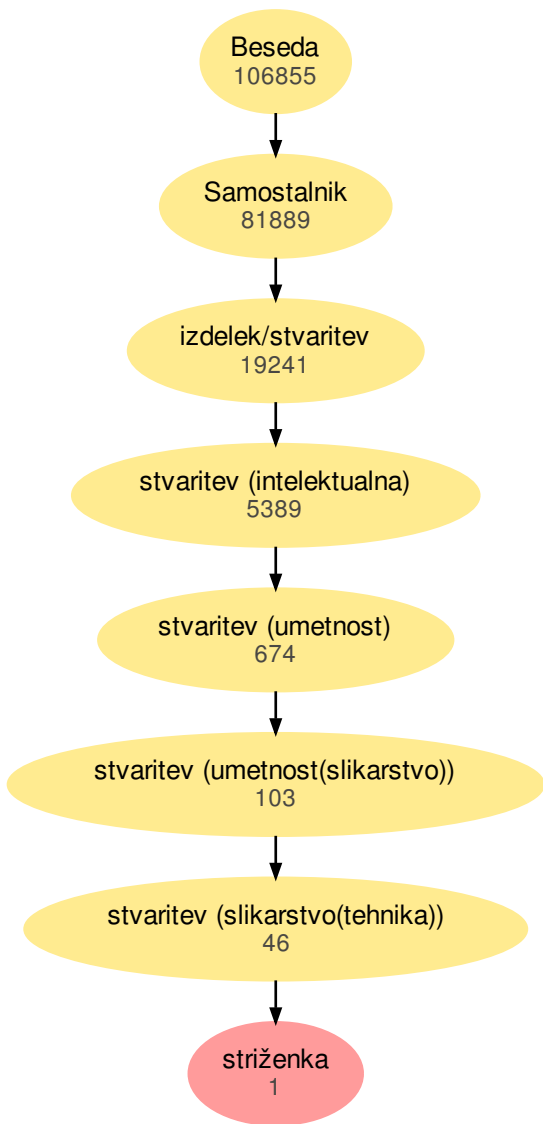 Beseda
106855
Samostalnik
81889
izdelek/stvaritev
19241
stvaritev (intelektualna)
5389
stvaritev (umetnost)
674
stvaritev (umetnost(slikarstvo))
103
stvaritev (slikarstvo(tehnika))
46
striženka
1